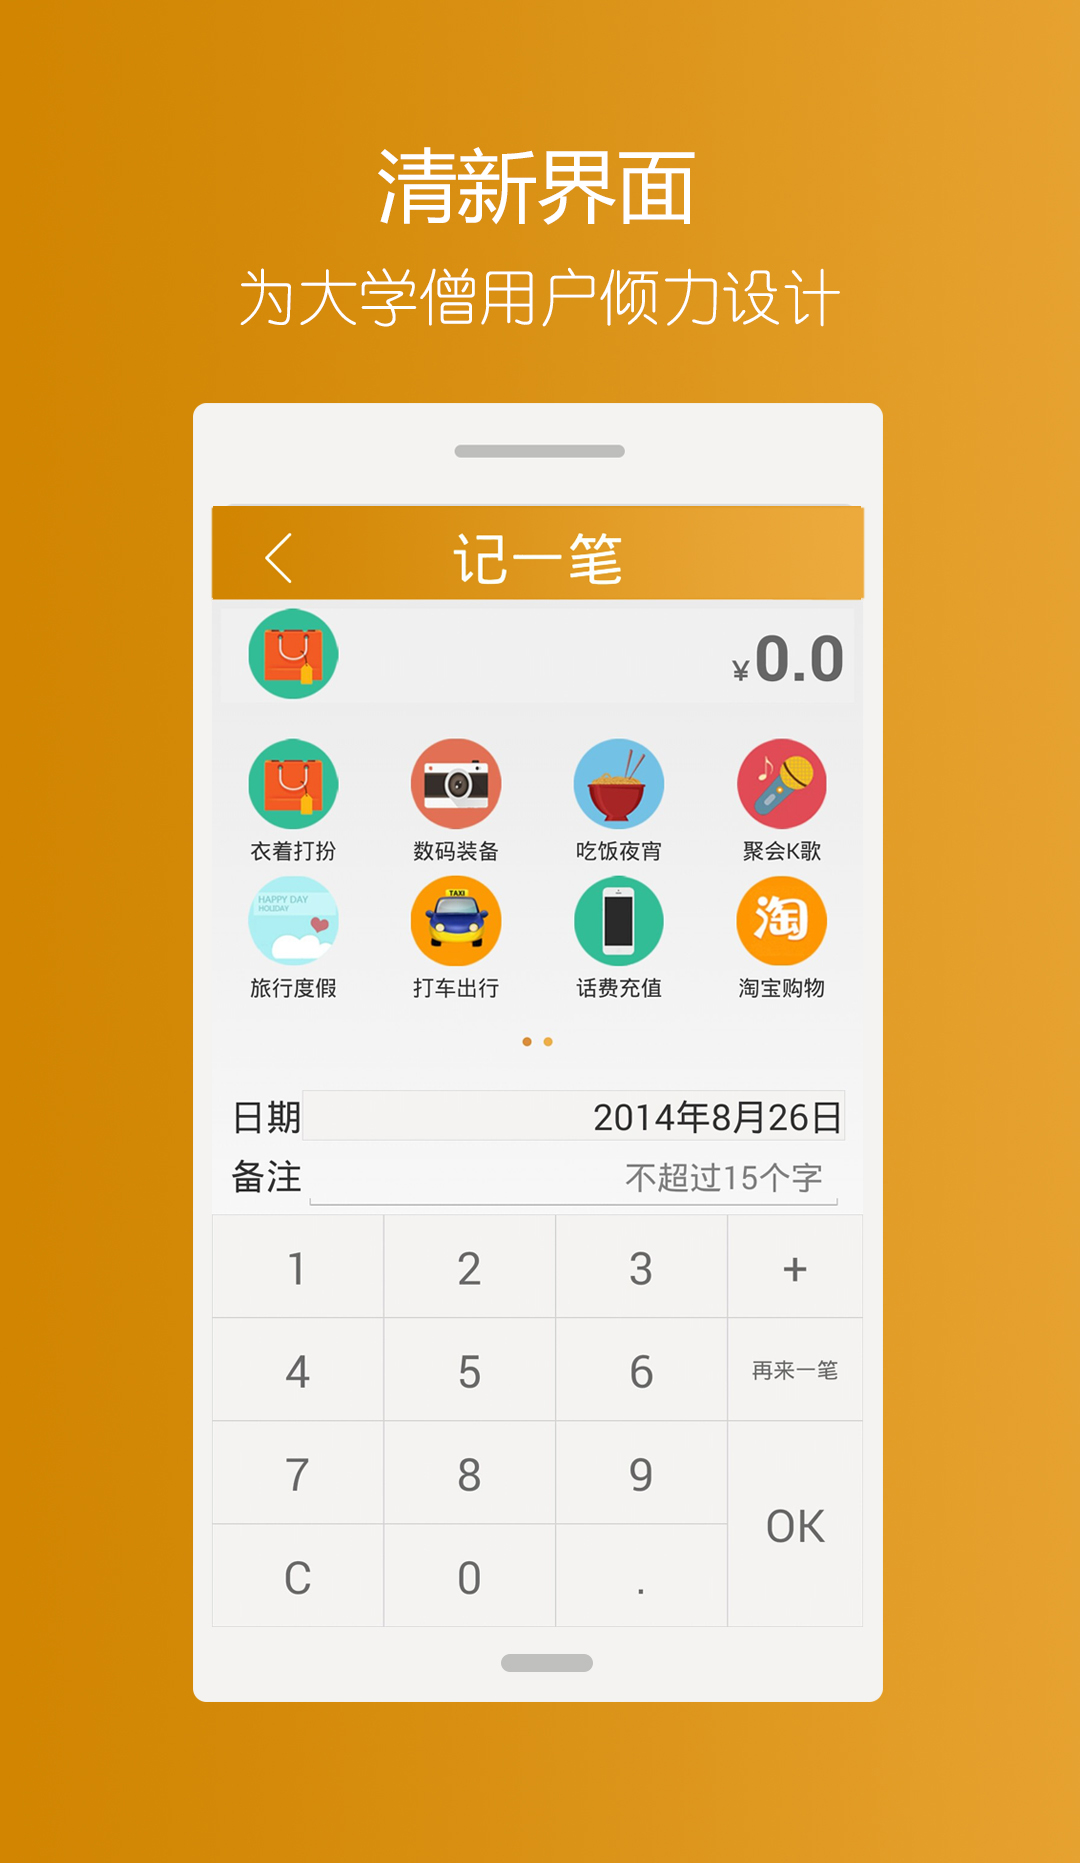 清新界面
为大学僧用户倾力设计
记一笔
¥0.0
衣着打扮 数码装备 吃饭夜宵 聚会K歌
HAPPY DAY
HOLIDAY
TAXI
淘
旅行度假 打车出行 话费充值 淘宝购物
日期 2014年8月26日
备注 不超过15个字
1 2 3 +
4 5 6 再来一笔
7 8 9
OK
C 0 .